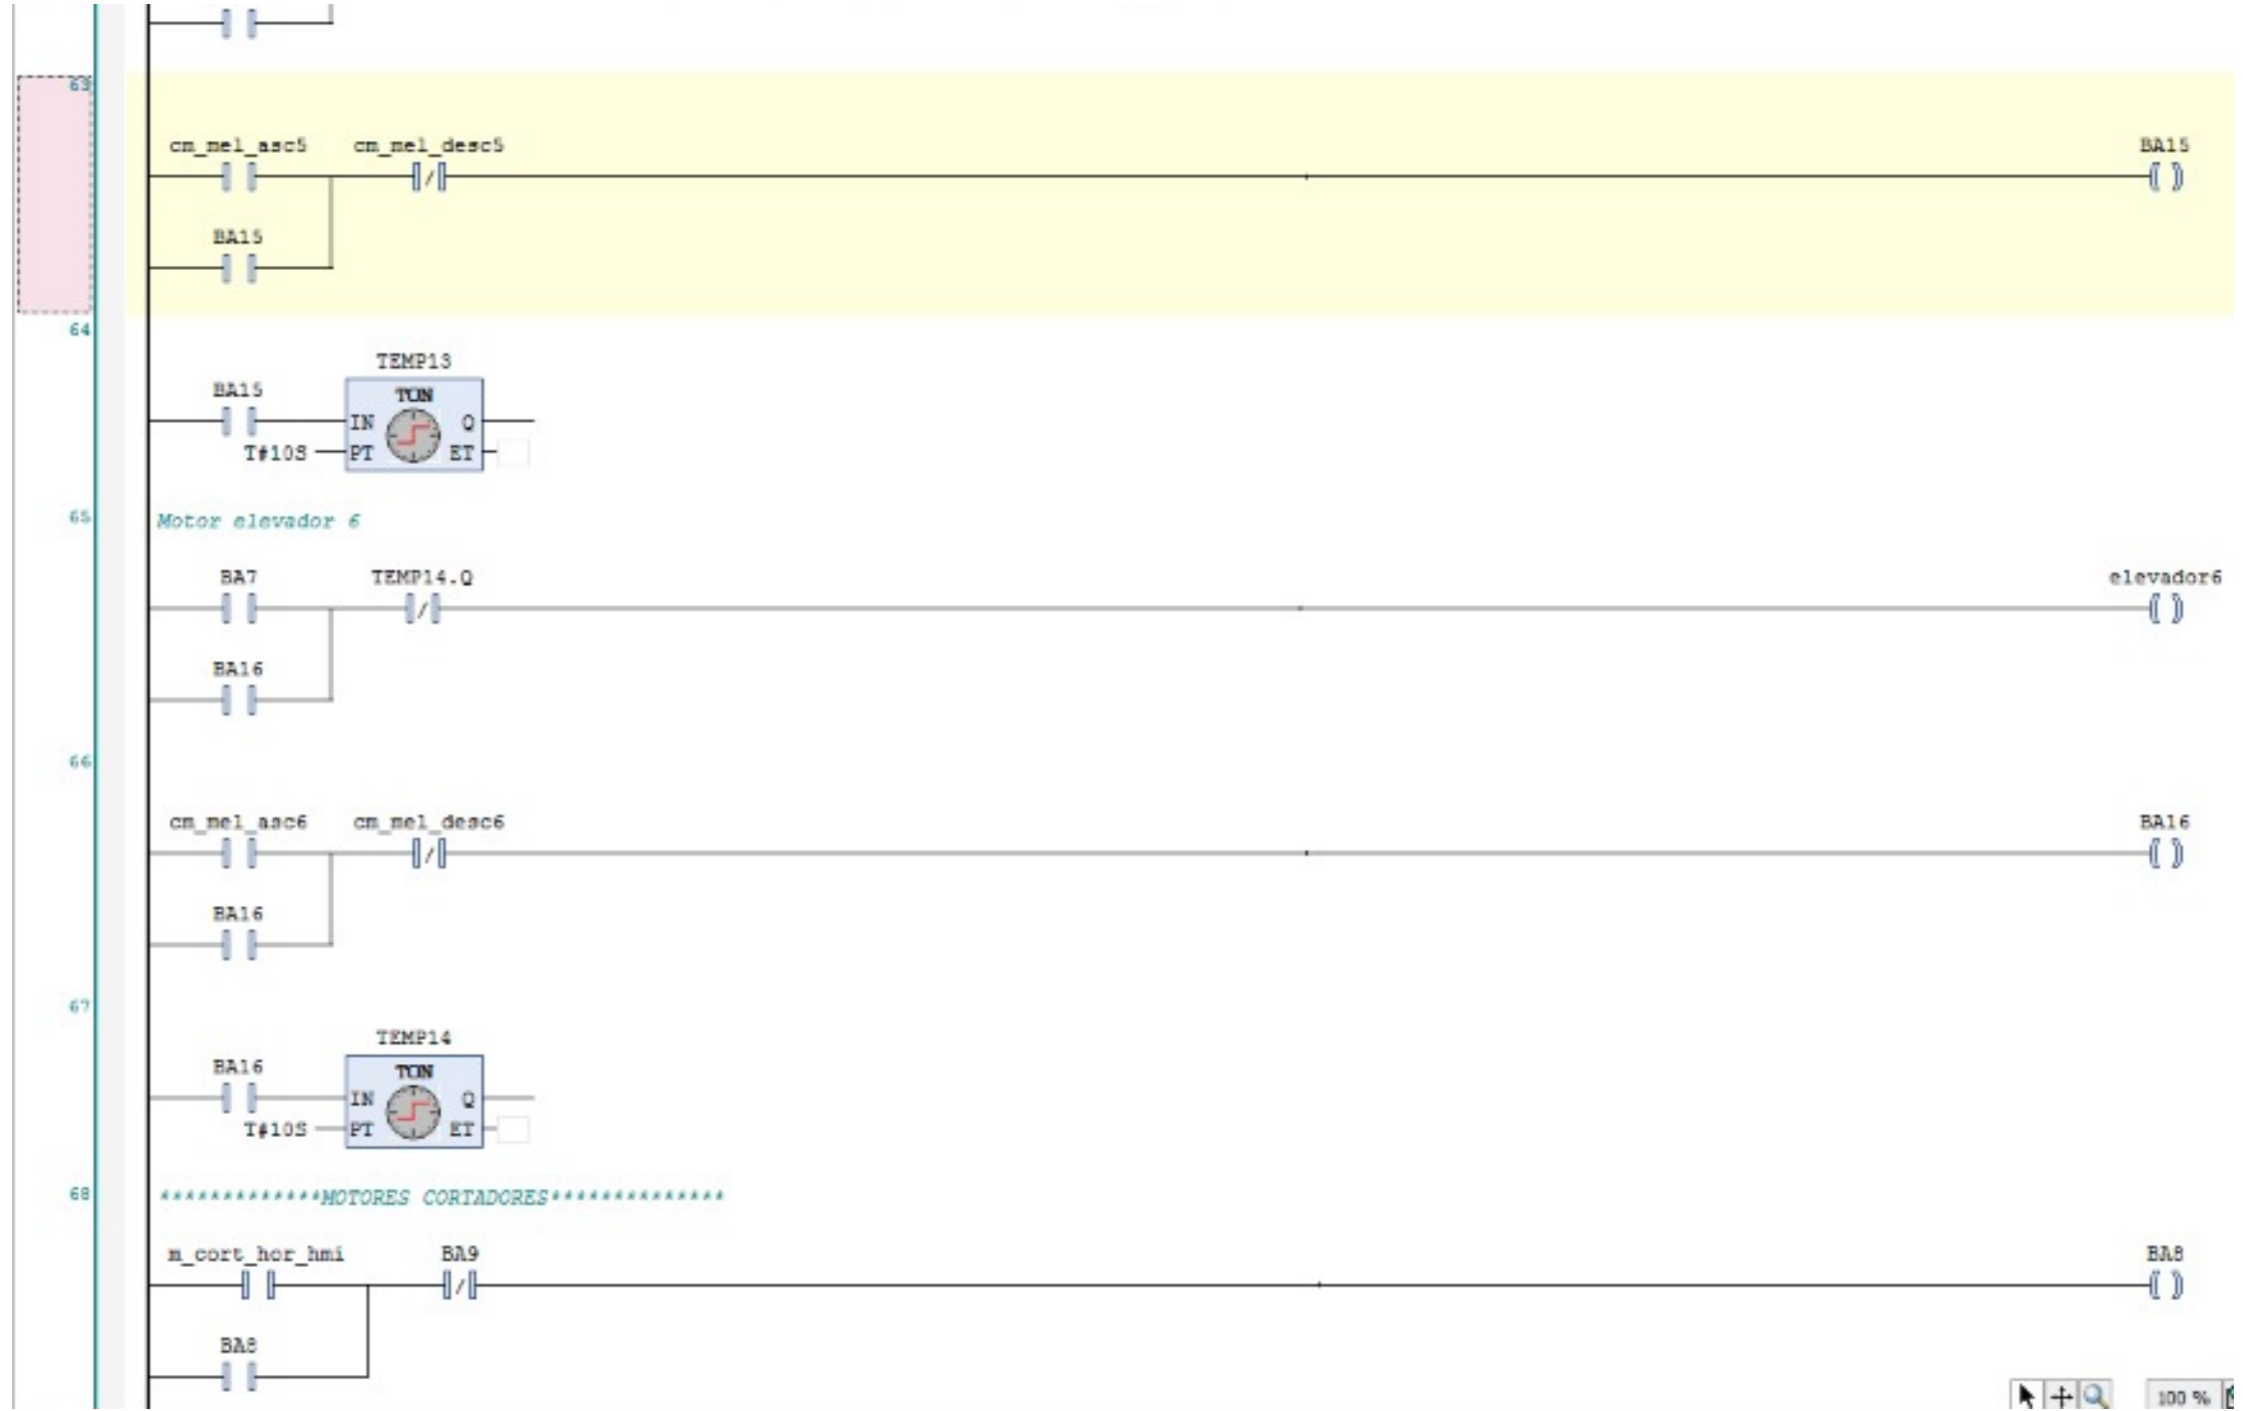 63
cm_mel_asc5 cm_mel_desc5 BA15
BA15
64
TEMP13
BA15 TON
IN Q
T#10S PT ET
65 Motor elevador 6
BA7 TEMP14.Q elevador6
BA16
66
cm_mel_asc6 cm_mel_desc6 BA16
BA16
67
TEMP14
BA16 TON
IN Q
T#10S PT ET
68 *************MOTORES CORTADORES**************
m_cort_hor_hmi BA9 BA8
BA8
100 %